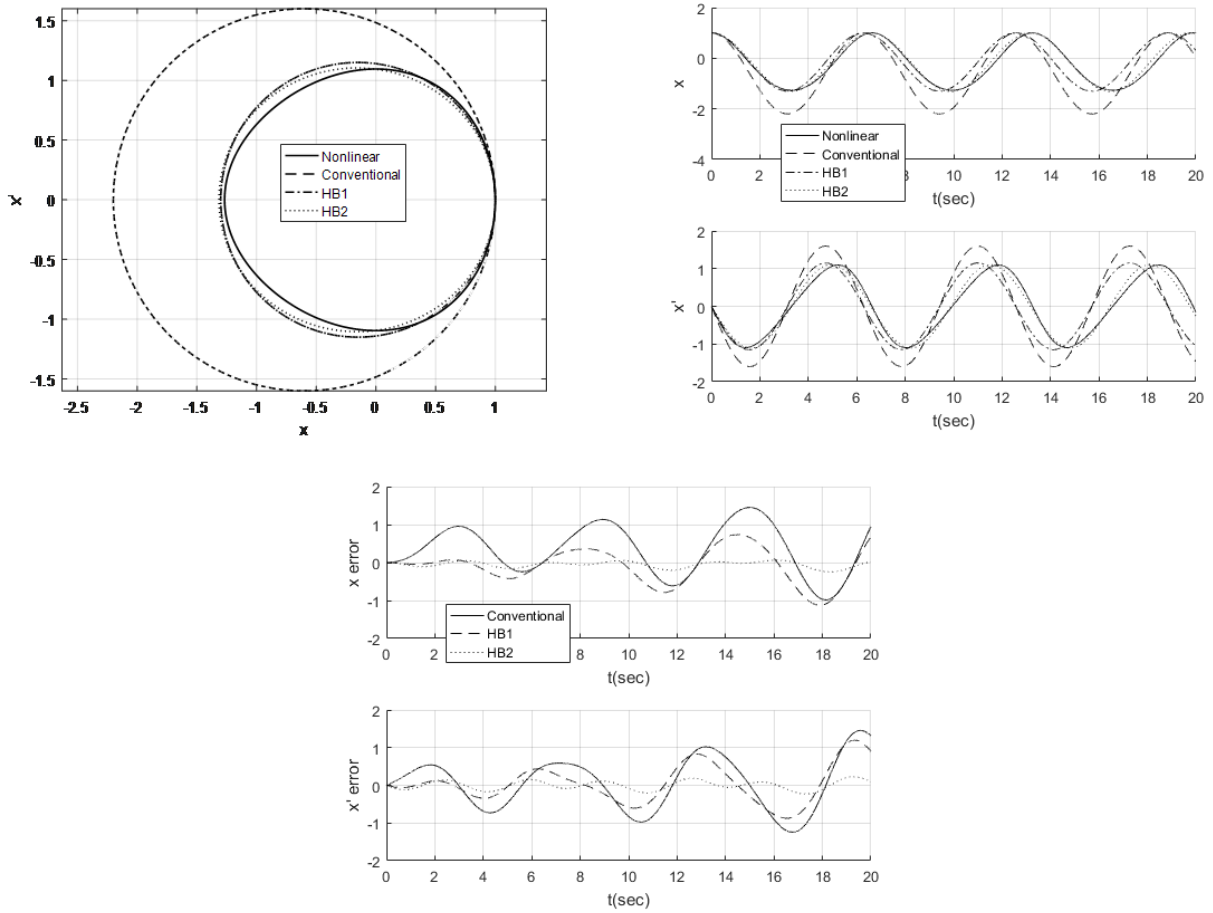 1.5
1
0.5
0
-0.5
-1
-1.5
x'
-2.5 -2 -1.5 -1 -0.5 0 0.5 1
x
Nonlinear
Conventional
HB1
HB2
2
0
-2
-4
x
0 2 4 6 8 10 12 14 16 18 20
t(sec)
Nonlinear
Conventional
HB1
HB2
2
1
0
-1
-2
x'
0 2 4 6 8 10 12 14 16 18 20
t(sec)
2
1
0
-1
-2
x error
0 2 4 6 8 10 12 14 16 18 20
t(sec)
Conventional
HB1
HB2
2
1
0
-1
-2
x' error
0 2 4 6 8 10 12 14 16 18 20
t(sec)